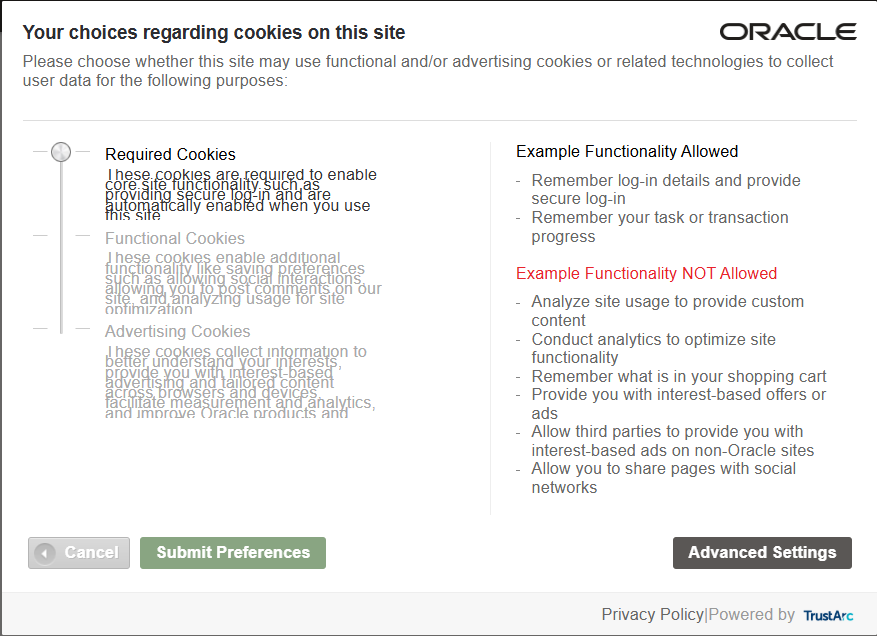 Your choices regarding cookies on this site
ORACLE
Please choose whether this site may use functional and/or advertising cookies or related technologies to collect
user data for the following purposes:
Required Cookies
These cookies are required to enable
core site functionality such as
providing secure log-in and are
automatically enabled when you use
this site.
Functional Cookies
These cookies enable additional
functionality like saving preferences
such as allowing social interactions,
allowing you to post comments on our
site, and analyzing usage for site
optimization.
Advertising Cookies
These cookies collect information to
better understand your interests,
provide you with interest-based
advertising and tailored content
across browsers and devices,
facilitate measurement and analytics,
and improve Oracle products and
Example Functionality Allowed
- Remember log-in details and provide
secure log-in
- Remember your task or transaction
progress
Example Functionality NOT Allowed
- Analyze site usage to provide custom
content
- Conduct analytics to optimize site
functionality
- Remember what is in your shopping cart
- Provide you with interest-based offers or
ads
- Allow third parties to provide you with
interest-based ads on non-Oracle sites
- Allow you to share pages with social
networks
Cancel
Submit Preferences
Advanced Settings
Privacy Policy|Powered by TrustArc